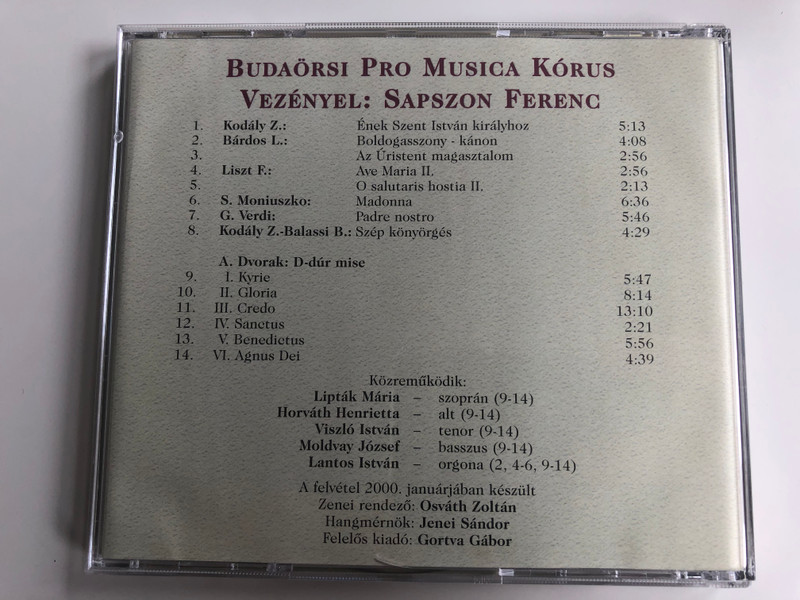 BUDAÖRSI PRO MUSICA KÓRUS
VEZÉNYEL: SAPSZON FERENC
1. Kodály Z.: Ének Szent István királyhoz 5:13
2. Bárdos L.: Boldogasszony - kánon 4:08
3. Az Úristent magasztalom 2:56
4. Liszt F.: Ave Maria II. 2:56
5. O salutaris hostia II. 2:13
6. S. Moniuszko: Madonna 6:36
7. G. Verdi: Padre nostro 5:46
8. Kodály Z.-Balassi B.: Szép könyörgés 4:29
A. Dvorak: D-dúr mise
9. I. Kyrie 5:47
10. II. Gloria 8:14
11. III. Credo 13:10
12. IV. Sanctus 2:21
13. V. Benedictus 5:56
14. VI. Agnus Dei 4:39
Közreműködik:
Lipták Mária – szoprán (9-14)
Horváth Henrietta – alt (9-14)
Viszló István – tenor (9-14)
Moldvay József – basszus (9-14)
Lantos István – orgona (2, 4-6, 9-14)
A felvétel 2000. januárjában készült
Zenei rendező: Osváth Zoltán
Hangmérnök: Jenei Sándor
Felelős kiadó: Gortva Gábor